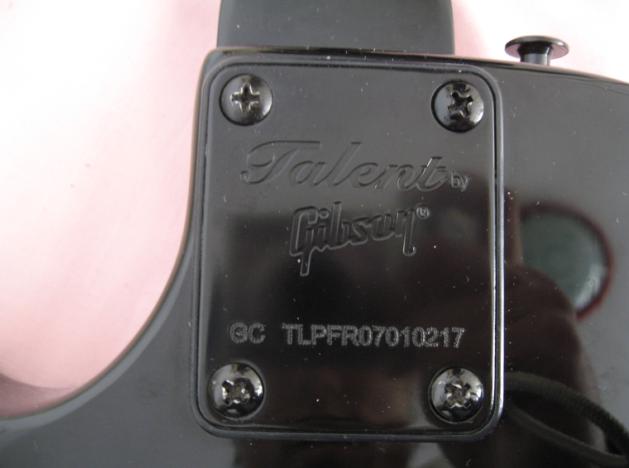 Talent by
Gibson®
GC TLPFR07010217